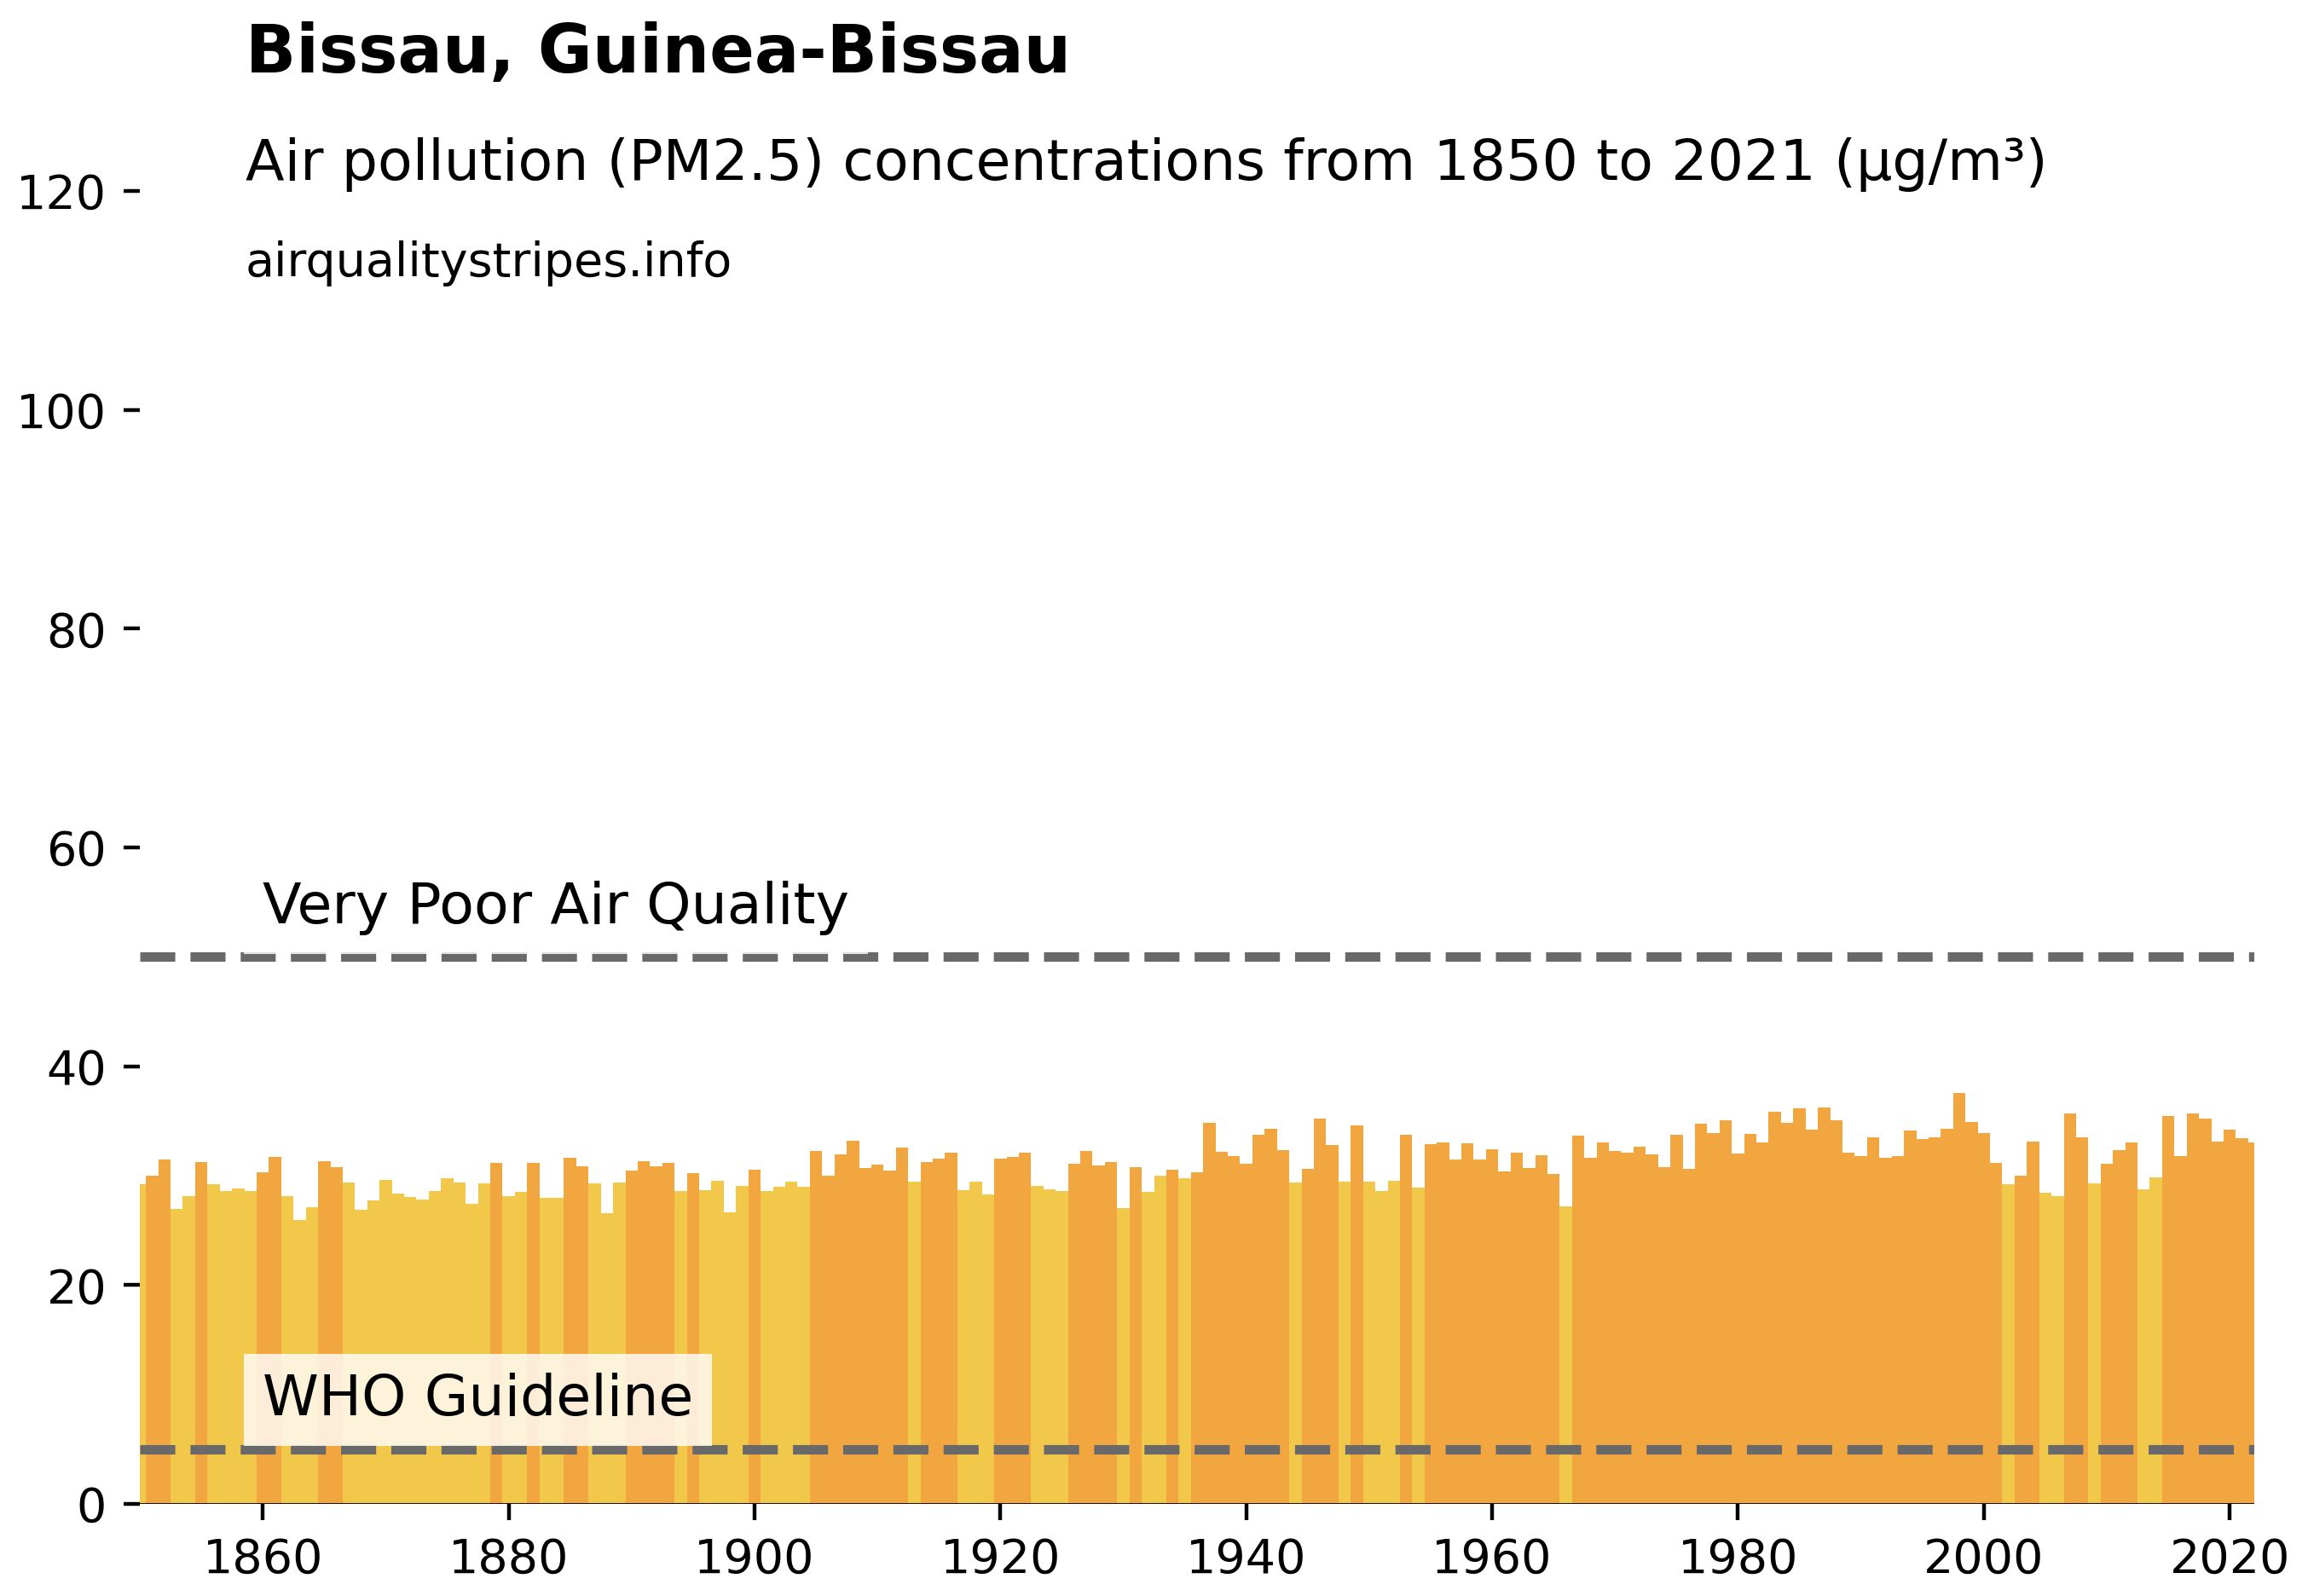 Bissau, Guinea-Bissau
Air pollution (PM2.5) concentrations from 1850 to 2021 (µg/m³)
airqualitystripes.info
120
100
80
60
Very Poor Air Quality
40
20
WHO Guideline
0
1860 1880 1900 1920 1940 1960 1980 2000 2020